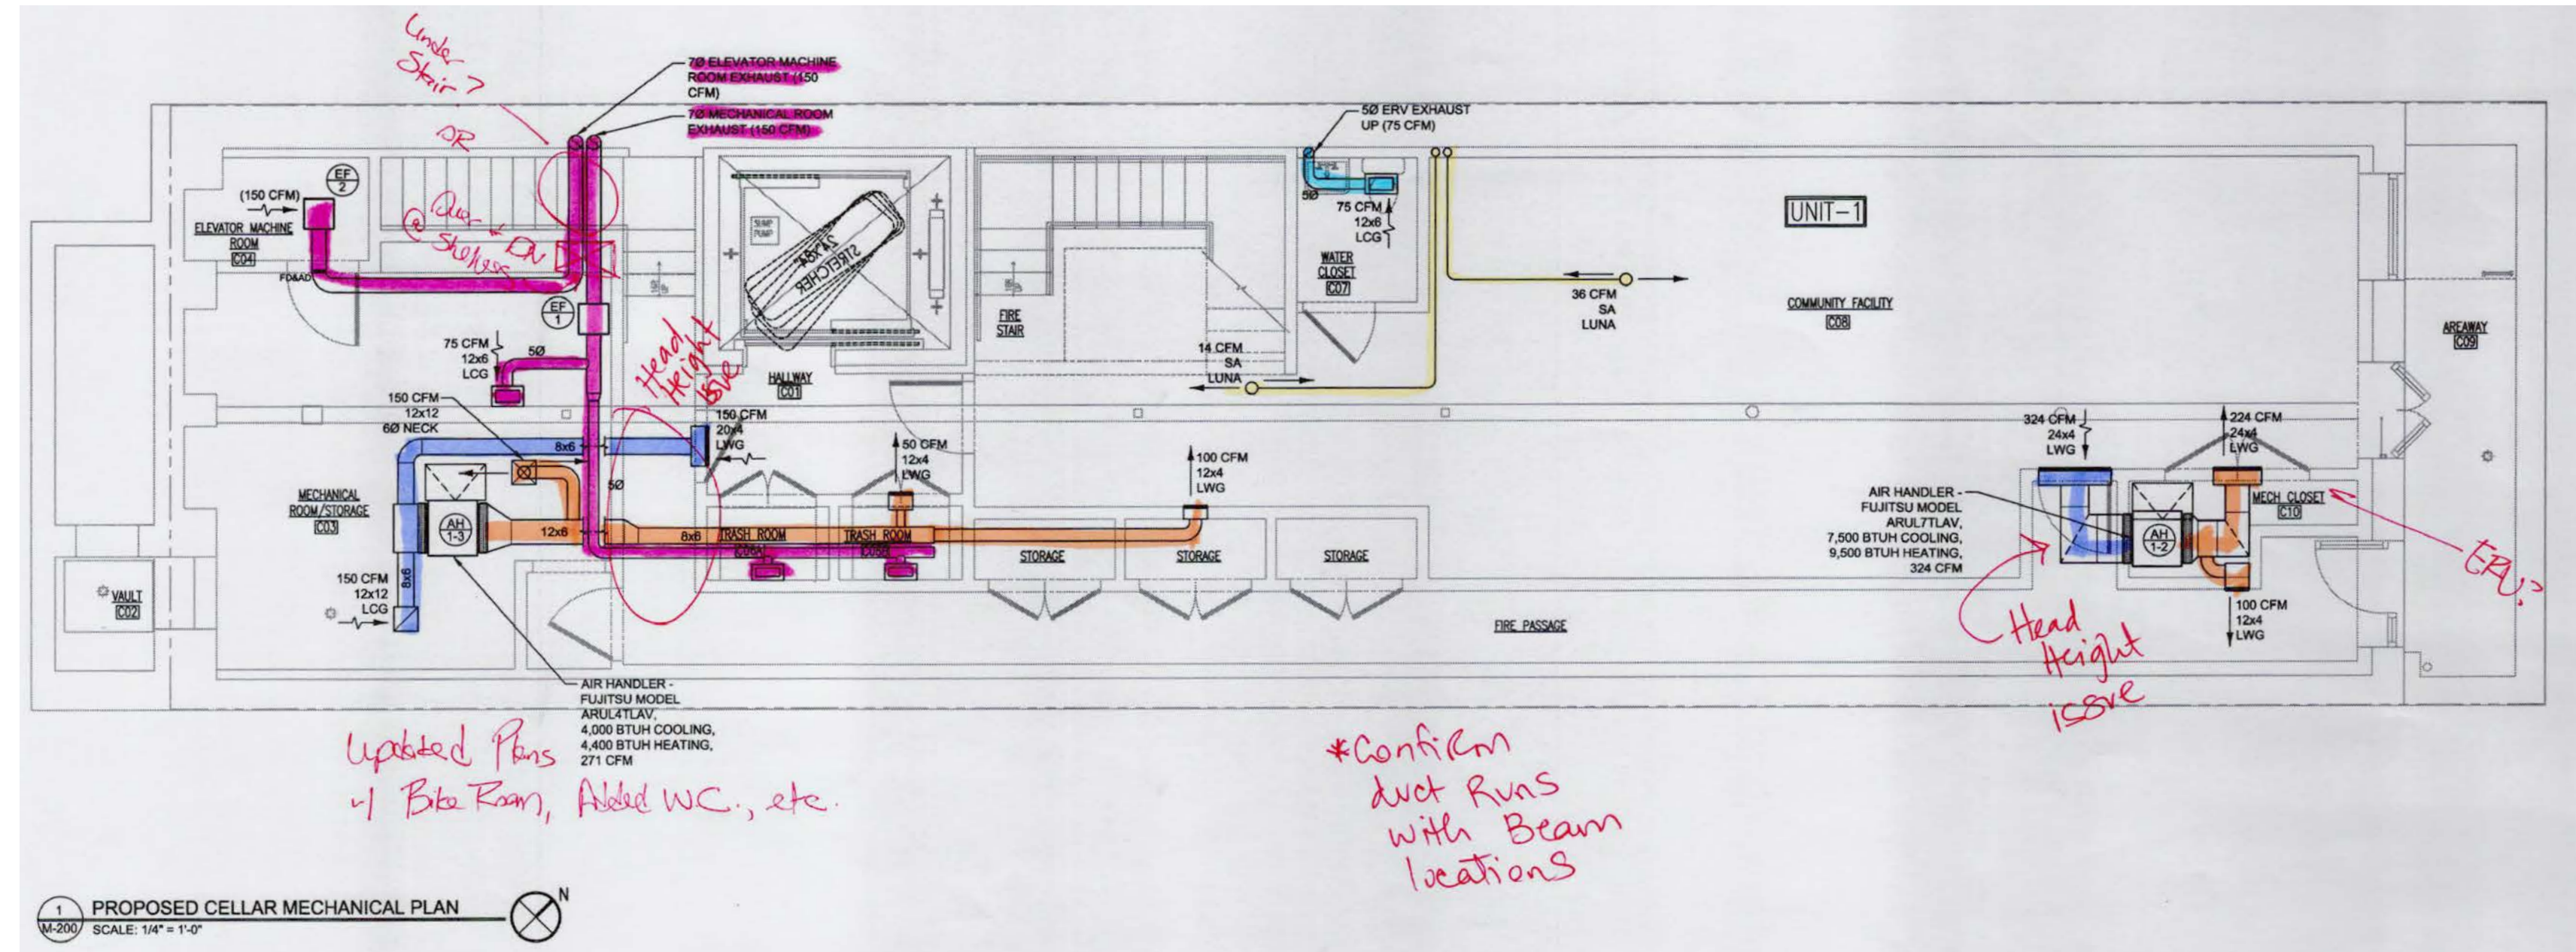 Under
Stair?
OR
Over & DN
@
Shelves
7Ø ELEVATOR MACHINE
ROOM EXHAUST (150
CFM)
7Ø MECHANICAL ROOM
EXHAUST (150 CFM)
5Ø ERV EXHAUST
UP (75 CFM)
EF
2
(150 CFM)
ELEVATOR MACHINE
ROOM
C04
FD&AD
EF
1
75 CFM
12x6
LCG
5Ø
SUMP
PUMP
24x84
STRETCHER
HALLWAY
C01
FIRE
STAIR
5Ø
75 CFM
12x6
LCG
WATER
CLOSET
C07
14 CFM
SA
LUNA
36 CFM
SA
LUNA
UNIT-1
COMMUNITY FACILITY
C08
AREAWAY
C09
Head
Height
issue
150 CFM
12x12
6Ø NECK
8x6
150 CFM
20x4
LWG
5Ø
50 CFM
12x4
LWG
100 CFM
12x4
LWG
MECHANICAL
ROOM/STORAGE
C03
AH
1-3
12x6
8x6
TRASH ROOM
TRASH ROOM
STORAGE
STORAGE
STORAGE
8x6
150 CFM
12x12
LCG
VAULT
C02
FIRE PASSAGE
324 CFM
24x4
LWG
224 CFM
24x4
LWG
AIR HANDLER -
FUJITSU MODEL
ARUL7TLAV,
7,500 BTUH COOLING,
9,500 BTUH HEATING,
324 CFM
AH
1-2
MECH CLOSET
C10
ERV?
100 CFM
12x4
LWG
Head
Height
issue
AIR HANDLER -
FUJITSU MODEL
ARUL4TLAV,
4,000 BTUH COOLING,
4,400 BTUH HEATING,
271 CFM
Updated Plans
w/ Bike Room, Added W.C., etc.
*Confirm
duct Runs
with Beam
locations
1
M-200
PROPOSED CELLAR MECHANICAL PLAN
SCALE: 1/4" = 1'-0"
N